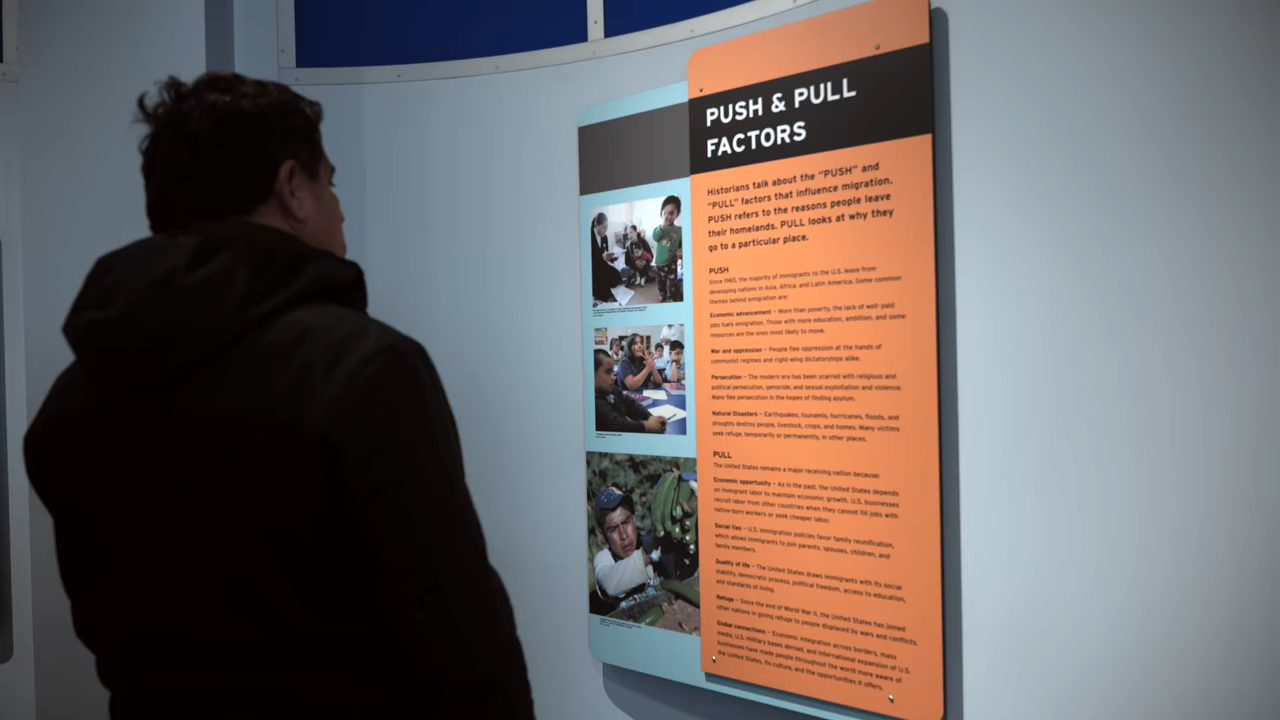 PUSH & PULL
FACTORS
Historians talk about the "PUSH" and
"PULL" factors that influence migration.
PUSH refers to the reasons people leave
their homelands. PULL looks at why they
go to a particular place.
PUSH
Since 1965, the majority of immigrants to the U.S. leave from
developing nations in Asia, Africa, and Latin America. Some common
themes behind emigration are:
Economic advancement – More than poverty, the lack of well-paid
jobs fuels emigration. Those with more education, ambition, and some
resources are the ones most likely to move.
War and oppression – People flee oppression at the hands of
communist regimes and right-wing dictatorships alike.
Persecution – The modern era has been scarred with religious and
political persecution, genocide, and sexual exploitation and violence.
Many flee persecution in the hopes of finding asylum.
Natural Disasters – Earthquakes, tsunamis, hurricanes, floods, and
droughts destroy people, livestock, crops, and homes. Many victims
seek refuge, temporarily or permanently, in other places.
PULL
The United States remains a major receiving nation because:
Economic opportunity – As in the past, the United States depends
on immigrant labor to maintain economic growth. U.S. businesses
recruit labor from other countries when they cannot fill jobs with
native-born workers or seek cheaper labor.
Social ties – U.S. immigration policies favor family reunification,
which allows immigrants to join parents, spouses, children, and
family members.
Quality of life – The United States draws immigrants with its social
stability, democratic process, political freedom, access to education,
and standards of living.
Refuge – Since the end of World War II, the United States has joined
other nations in giving refuge to people displaced by wars and conflicts.
Global connections – Economic integration across borders, mass
media, U.S. military bases abroad, and international expansion of U.S.
businesses have made people throughout the world more aware of
the United States, its culture, and the opportunities it offers.